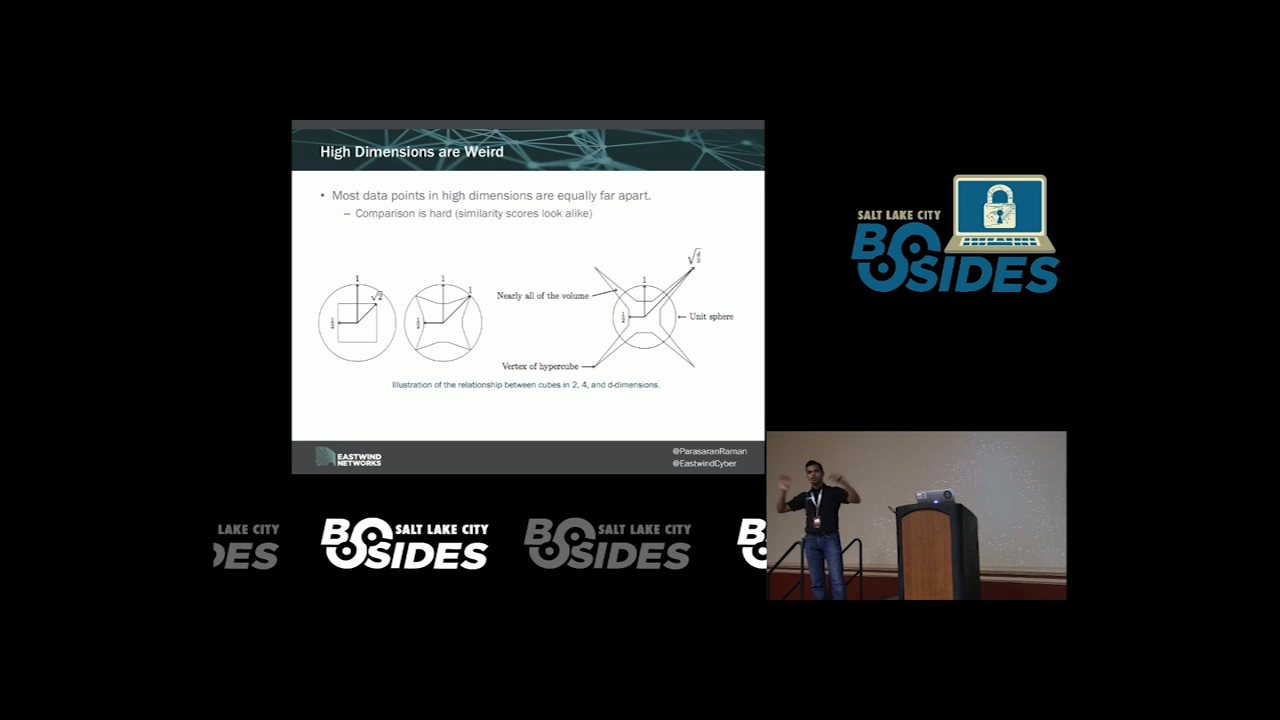 High Dimensions are Weird
• Most data points in high dimensions are equally far apart.
– Comparison is hard (similarity scores look alike)
1
√2
1
1
1
Nearly all of the volume
Unit sphere
Vertex of hypercube
Illustration of the relationship between cubes in 2, 4, and d-dimensions.
EASTWIND
NETWORKS
@ParasaranRaman
@EastwindCyber
SALT LAKE CITY
BSIDES
LAKE CITY
DES
SALT LAKE CITY
BSIDES
SALT LAKE CITY
BSIDES
B